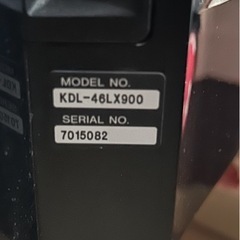 MODEL NO.
KDL-46LX900
SERIAL NO.
7015082